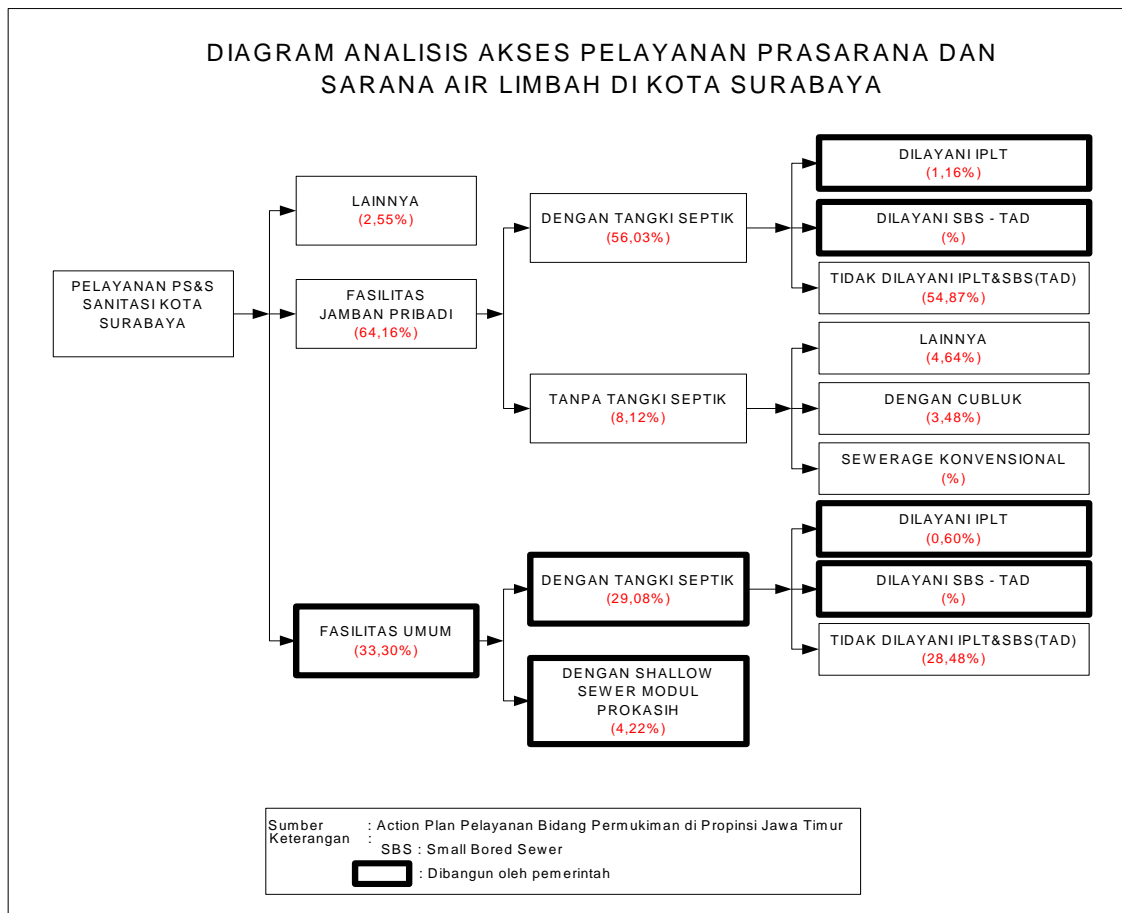 DIAGRAM ANALISIS AKSES PELAYANAN PRASARANA DAN
SARANA AIR LIMBAH DI KOTA SURABAYA
PELAYANAN PS&S
SANITASI KOTA
SURABAYA
LAINNYA
(2,55%)
FASILITAS
JAMBAN PRIBADI
(64,16%)
FASILITAS UMUM
(33,30%)
DENGAN TANGKI SEPTIK
(56,03%)
TANPA TANGKI SEPTIK
(8,12%)
DENGAN TANGKI SEPTIK
(29,08%)
DENGAN SHALLOW
SEWER MODUL
PROKASIH
(4,22%)
DILAYANI IPLT
(1,16%)
DILAYANI SBS - TAD
(%)
TIDAK DILAYANI IPLT&SBS(TAD)
(54,87%)
LAINNYA
(4,64%)
DENGAN CUBLUK
(3,48%)
SEWERAGE KONVENSIONAL
(%)
DILAYANI IPLT
(0,60%)
DILAYANI SBS - TAD
(%)
TIDAK DILAYANI IPLT&SBS(TAD)
(28,48%)
Sumber : Action Plan Pelayanan Bidang Permukiman di Propinsi Jawa Timur
Keterangan :
SBS : Small Bored Sewer
: Dibangun oleh pemerintah